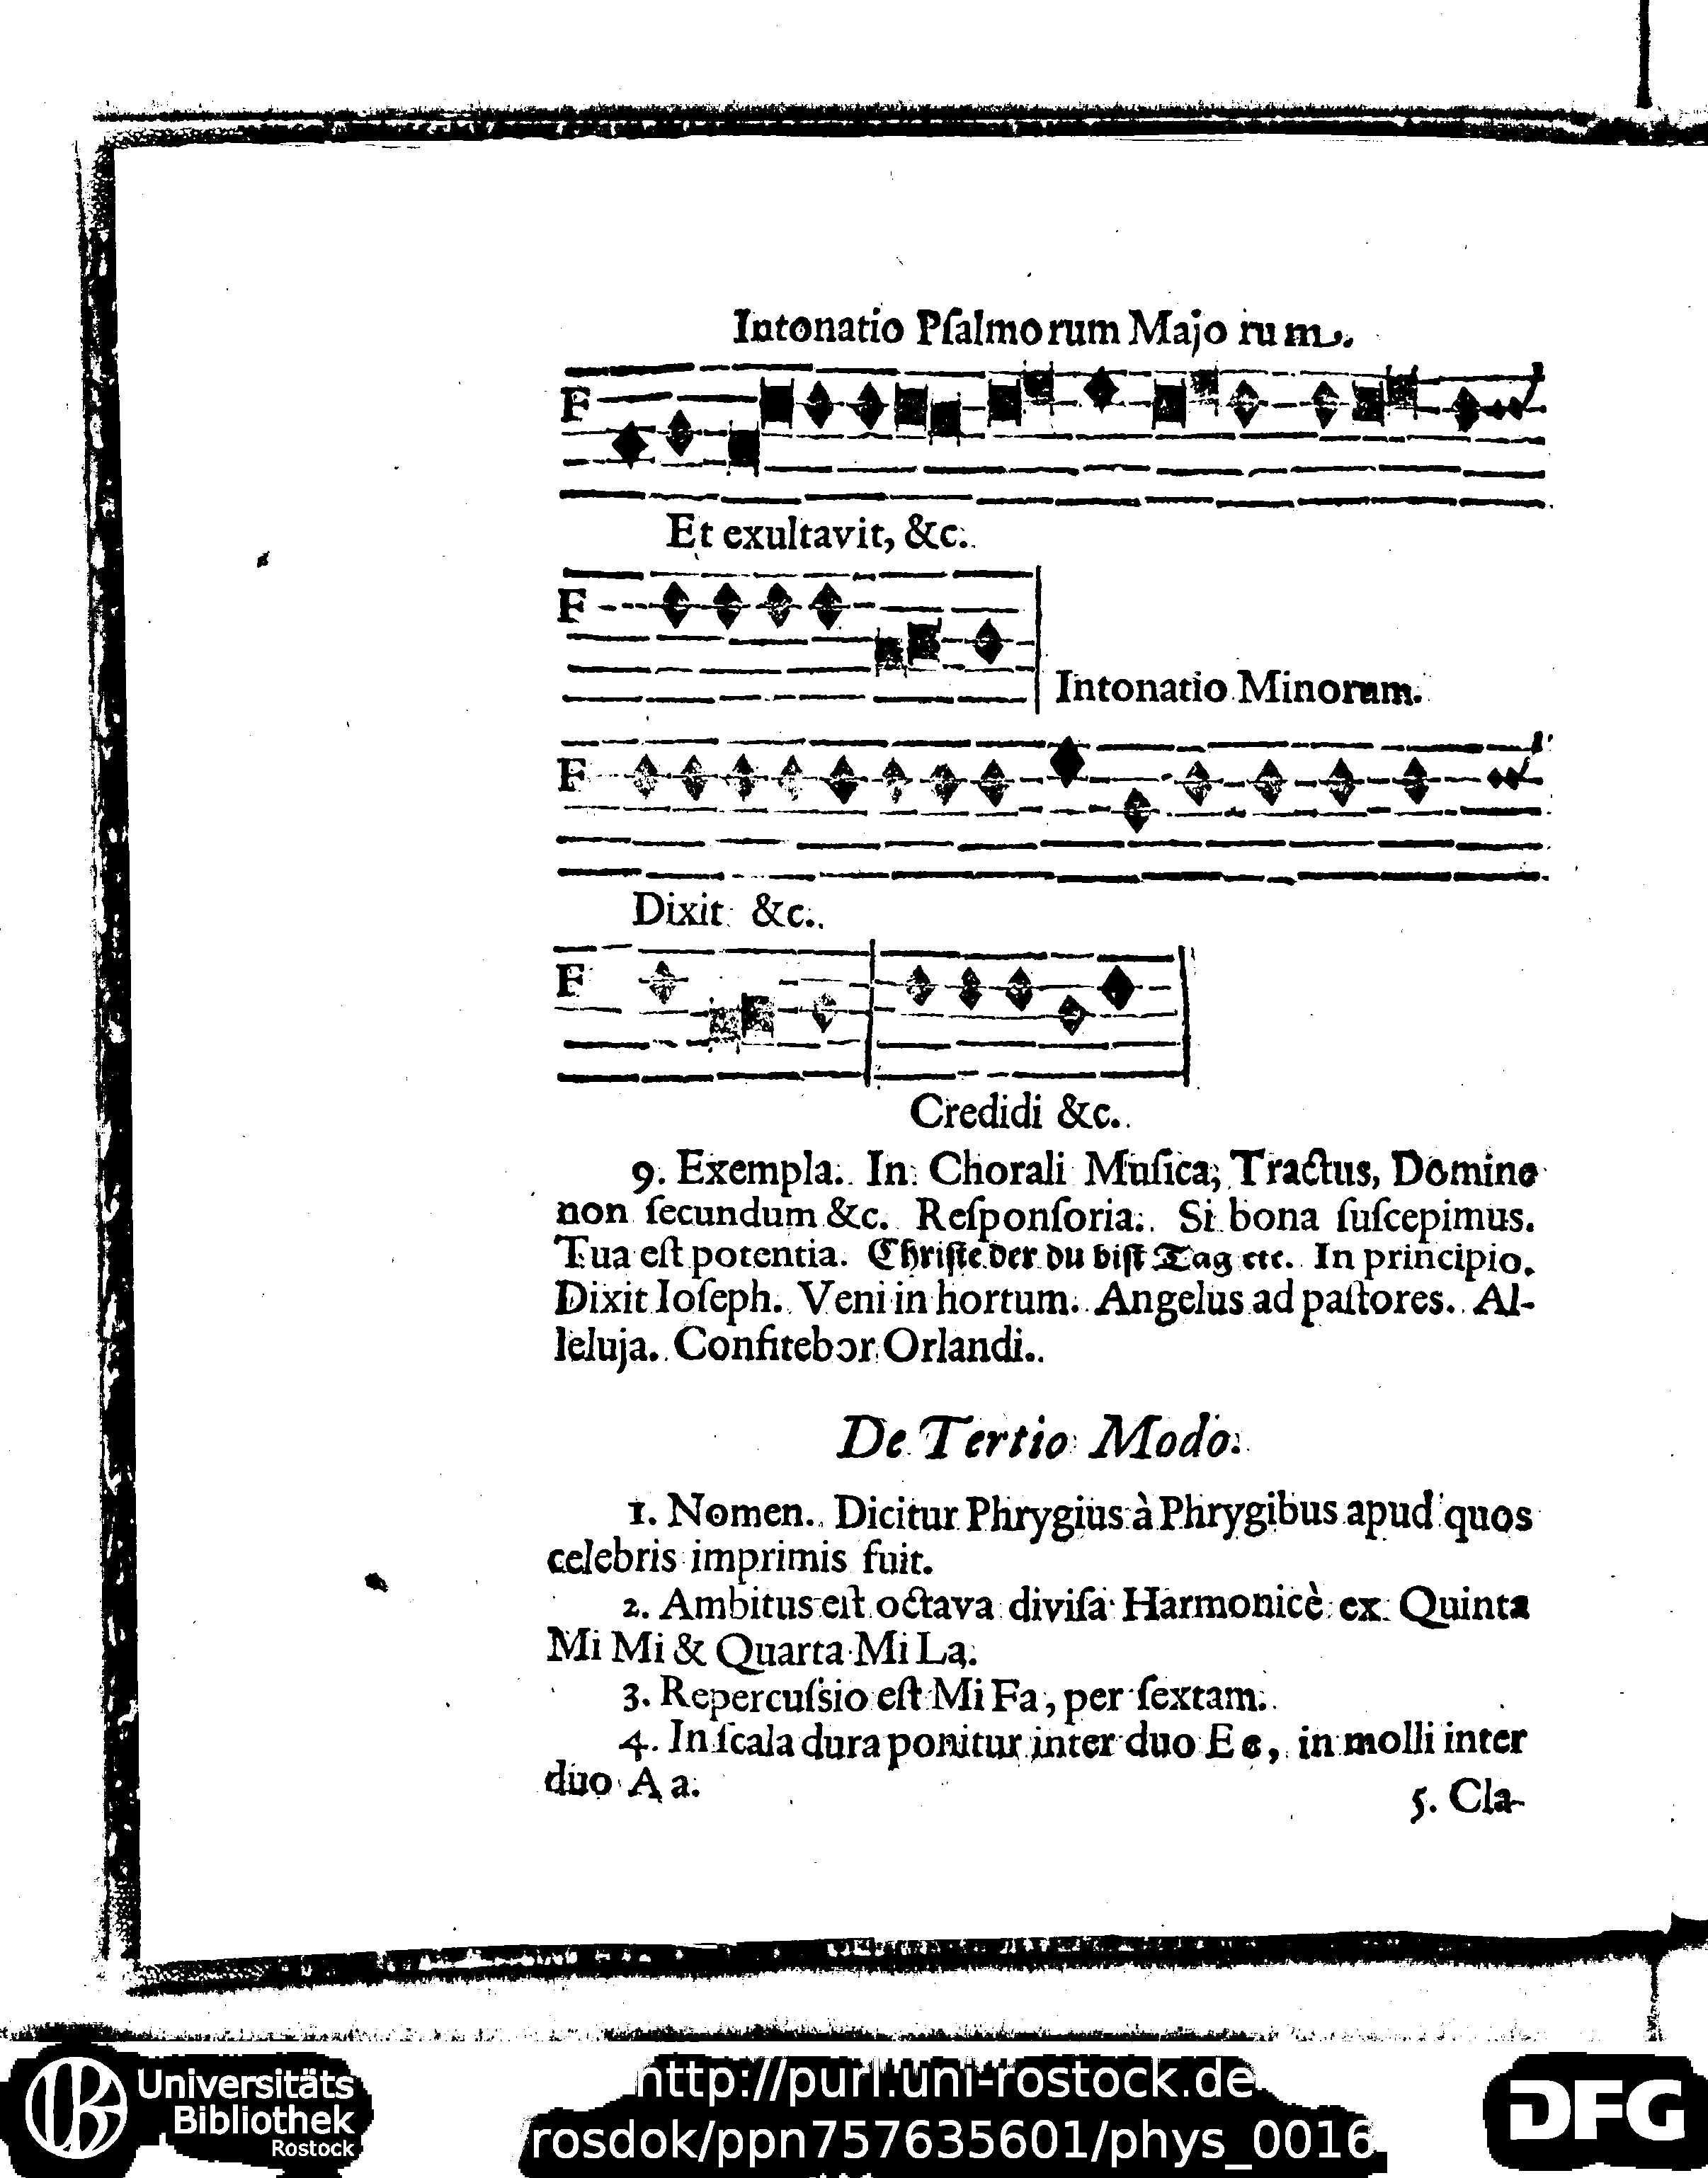 Intonatio Pſalmorum Majorum.
F
Et exultavit, &c.
F
Intonatio Minorum.
F
Dixit &c.
F
Credidi &c.
9. Exempla. In Chorali Muſica, Tractus, Domine
non ſecundum &c. Reſponſoria. Si bona ſuſcepimus.
Tua eſt potentia. Chriſte der du biſt Tag etc. In principio.
Dixit Ioſeph. Veni in hortum. Angelus ad paſtores. Al-
leluja. Confitebor Orlandi.
De Tertio Modo.
1. Nomen. Dicitur Phrygius à Phrygibus apud quos
celebris imprimis fuit.
2. Ambitus eſt octava diviſa Harmonicè ex Quinta
Mi Mi & Quarta Mi La.
3. Repercuſsio eſt Mi Fa, per ſextam.
4. In ſcala dura ponitur inter duo E e, in molli inter
duo A a.
5. Cla-
Universitäts
Bibliothek
Rostock
http://purl.uni-rostock.de
/rosdok/ppn757635601/phys_0016
DFG